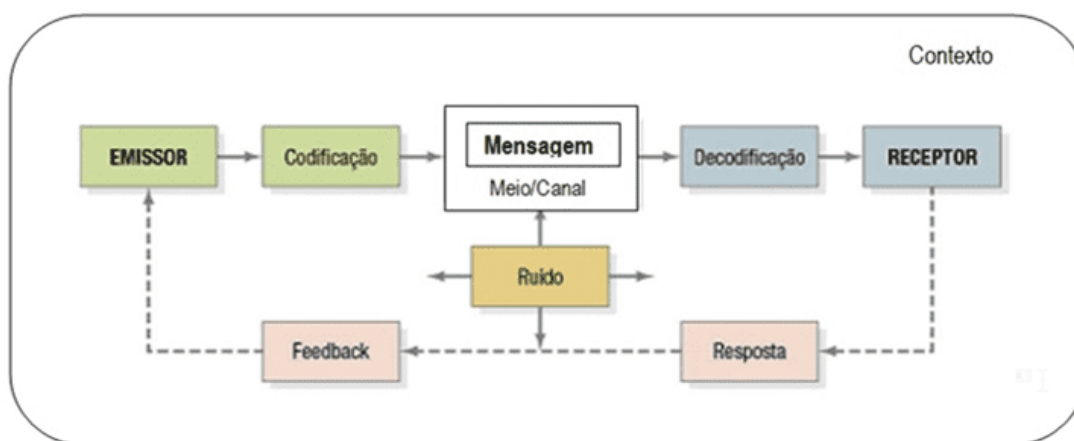 Contexto
EMISSOR
Codificação
Mensagem
Meio/Canal
Decodificação
RECEPTOR
Ruído
Feedback
Resposta